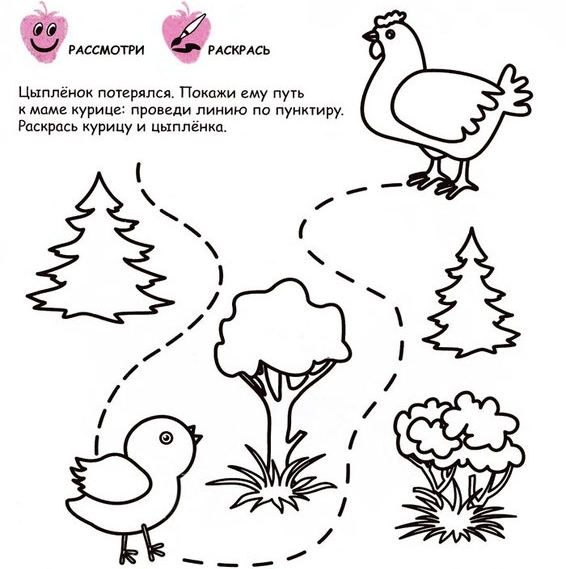 РАССМОТРИ
РАСКРАСЬ
Цыплёнок потерялся. Покажи ему путь
к маме курице: проведи линию по пунктиру.
Раскрась курицу и цыплёнка.